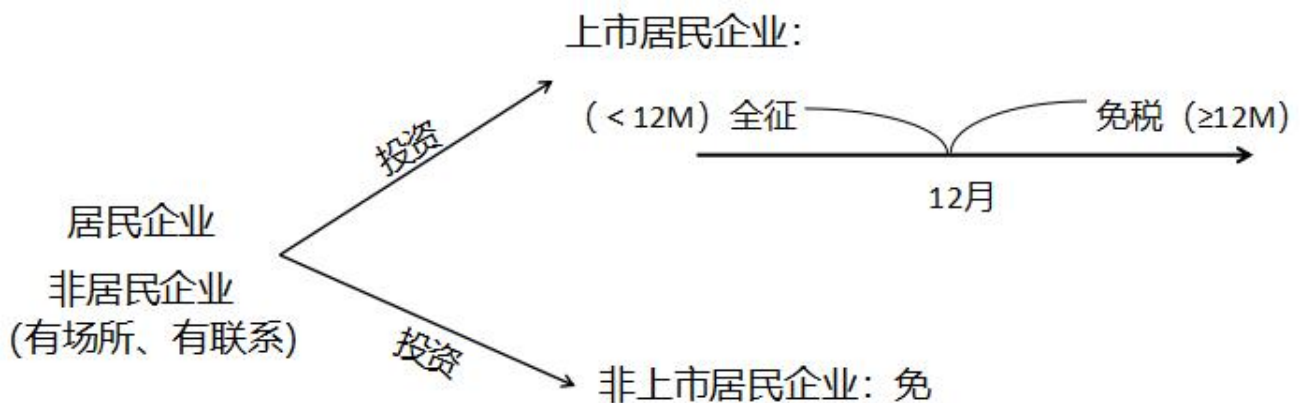 上市居民企业：
（＜12M）全征
免税（≥12M）
12月
投资
居民企业
非居民企业
(有场所、有联系)
投资
非上市居民企业：免